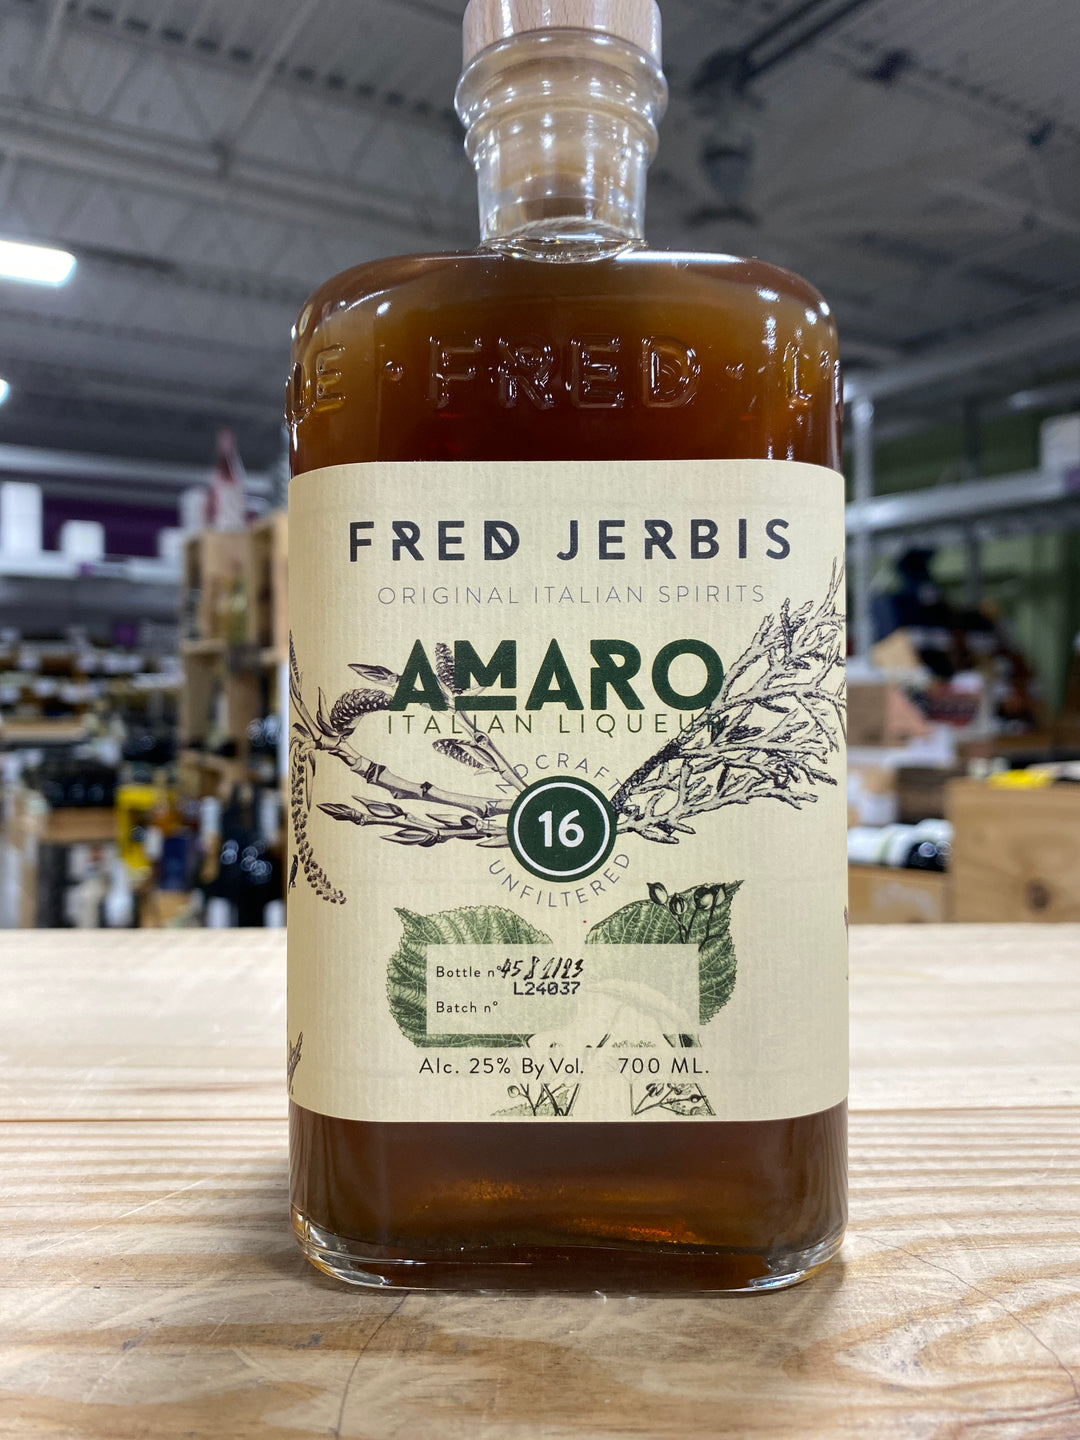 FRED
FRED JERBIS
ORIGINAL ITALIAN SPIRITS
AMARO
ITALIAN LIQUEUR
HANDCRAFT
16
UNFILTERED
Bottle n°
L24037
Batch n°
Alc. 25% By Vol. 700 ML.